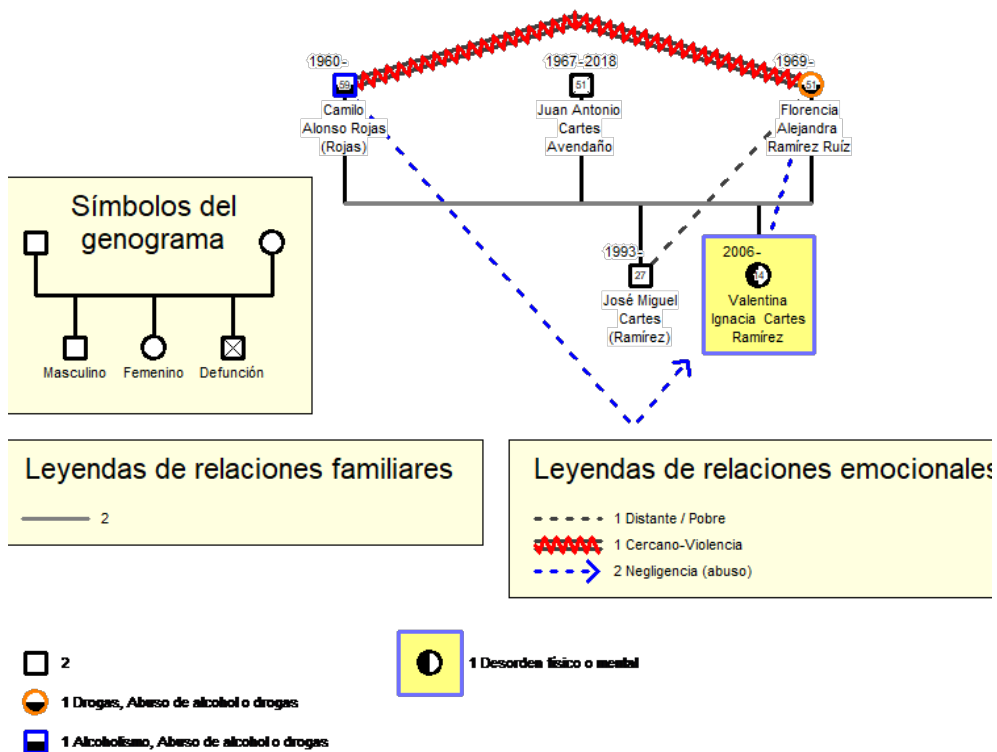 1960-
1967-2018
1969-
59
51
51
Camilo
Alonso Rojas
(Rojas)
Juan Antonio
Cartes
Avendaño
Florencia
Alejandra
Ramírez Ruíz
Símbolos del
genograma
Masculino
Femenino
Defunción
1993-
27
José Miguel
Cartes
(Ramírez)
2006-
14
Valentina
Ignacia Cartes
Ramírez
Leyendas de relaciones familiares
2
Leyendas de relaciones emocionales
1 Distante / Pobre
1 Cercano-Violencia
2 Negligencia (abuso)
2
1 Drogas, Abuso de alcohol o drogas
1 Alcoholismo, Abuso de alcohol o drogas
1 Desorden físico o mental